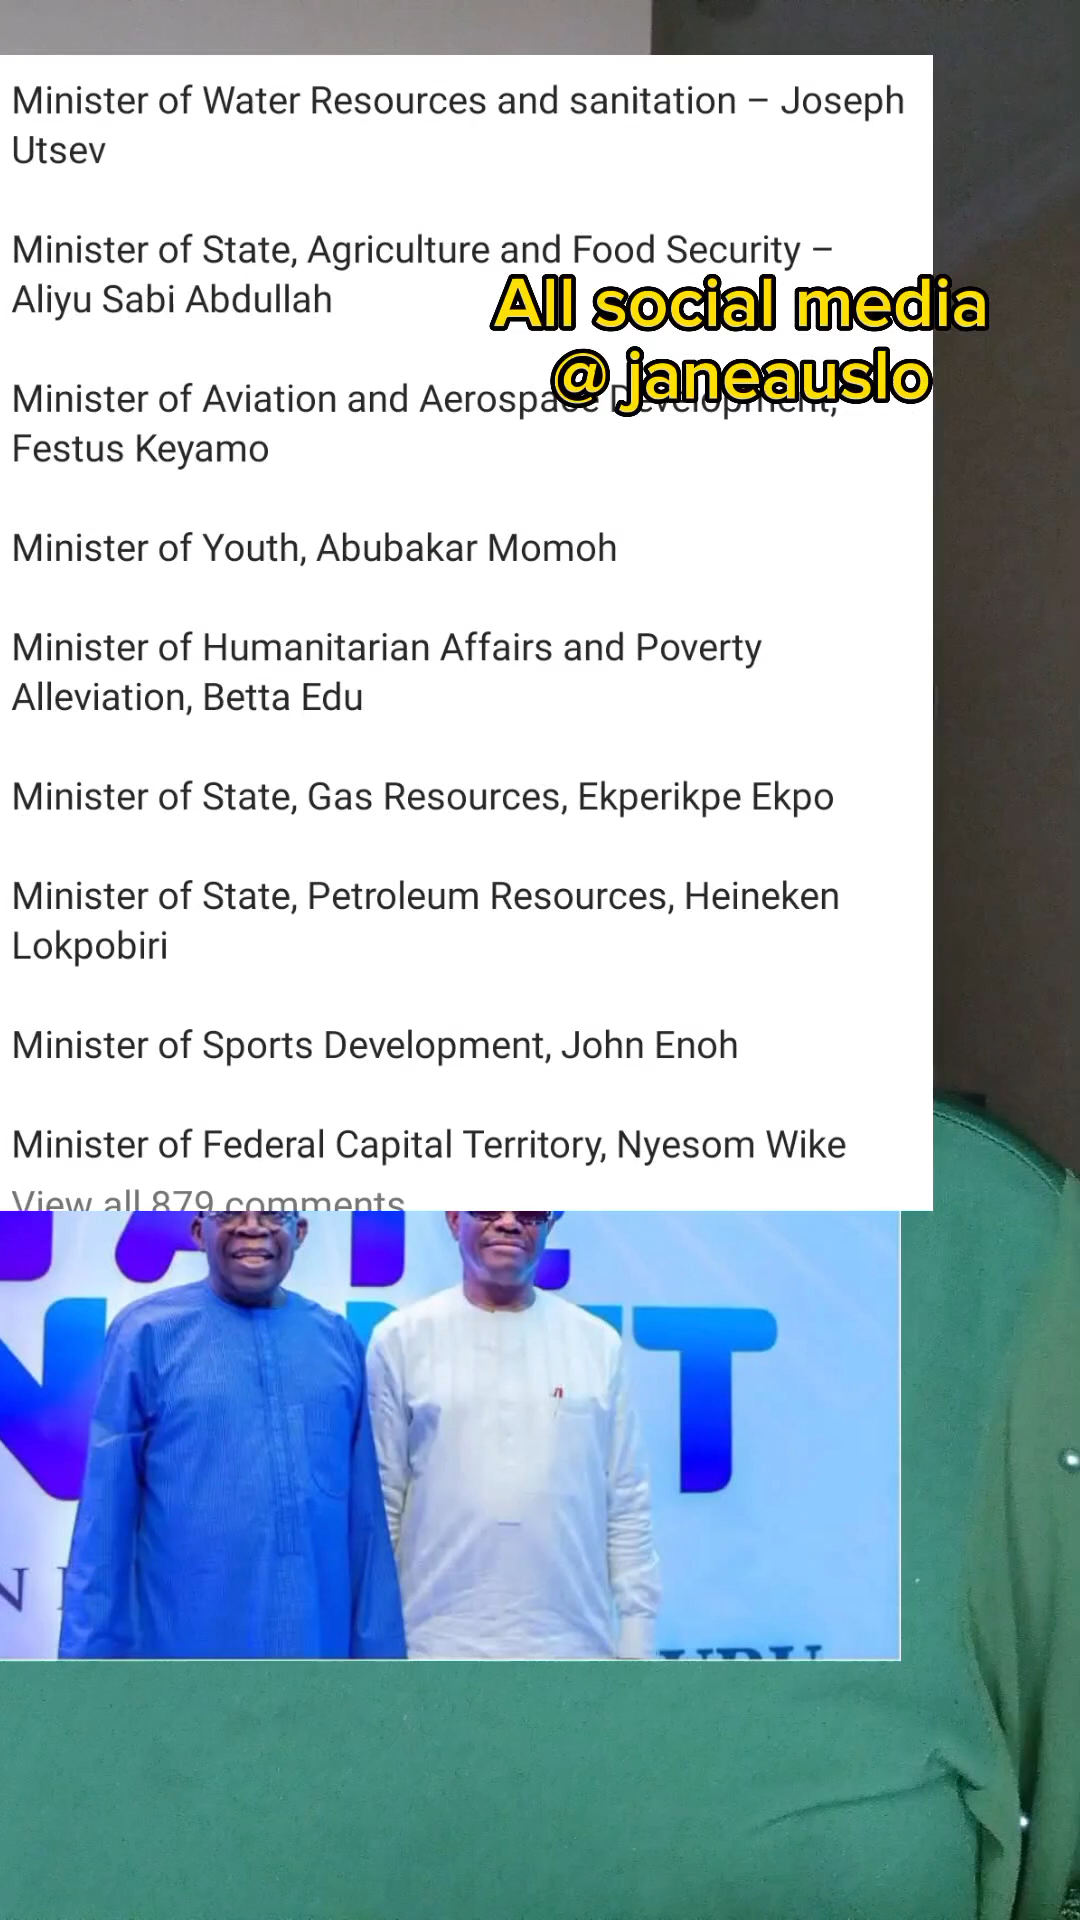 Minister of Water Resources and sanitation – Joseph
Utsev
Minister of State, Agriculture and Food Security –
Aliyu Sabi Abdullah
All social media
@ janeauslo
Minister of Aviation and Aerospace Development,
Festus Keyamo
Minister of Youth, Abubakar Momoh
Minister of Humanitarian Affairs and Poverty
Alleviation, Betta Edu
Minister of State, Gas Resources, Ekperikpe Ekpo
Minister of State, Petroleum Resources, Heineken
Lokpobiri
Minister of Sports Development, John Enoh
Minister of Federal Capital Territory, Nyesom Wike
View all 879 comments